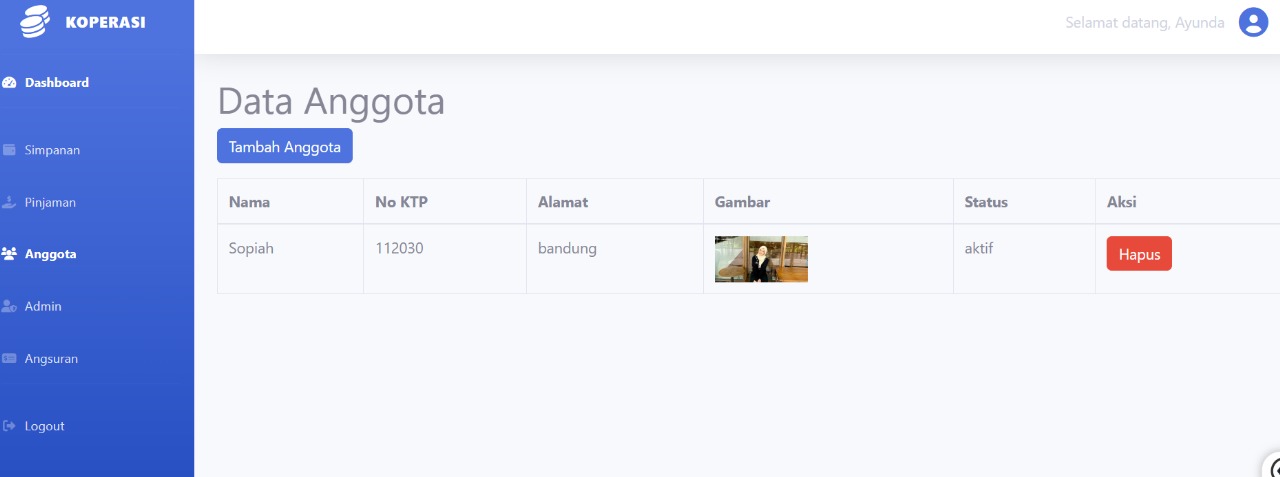 KOPERASI
Selamat datang, Ayunda
Dashboard
Simpanan
Pinjaman
Anggota
Admin
Angsuran
Logout
Data Anggota
Tambah Anggota
Nama No KTP Alamat Gambar Status Aksi
Sopiah 112030 bandung aktif Hapus